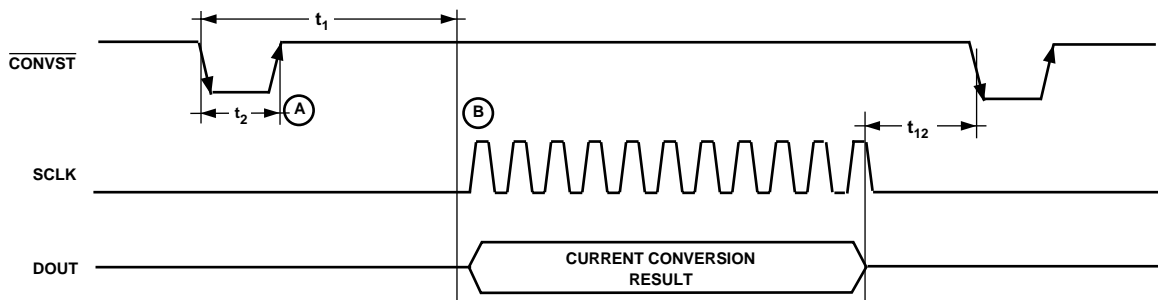 t1
CONVST
t2
A
B
t12
SCLK
DOUT
CURRENT CONVERSION
RESULT